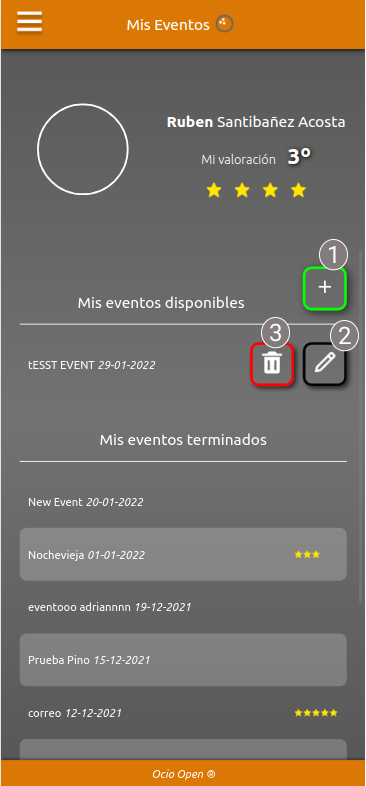 Mis Eventos
Ruben Santibañez Acosta
Mi valoración 3º
1
+
Mis eventos disponibles
3
2
tESST EVENT 29-01-2022
Mis eventos terminados
New Event 20-01-2022
Nochevieja 01-01-2022
eventooo adriannnn 19-12-2021
Prueba Pino 15-12-2021
correo 12-12-2021
Ocio Open ®